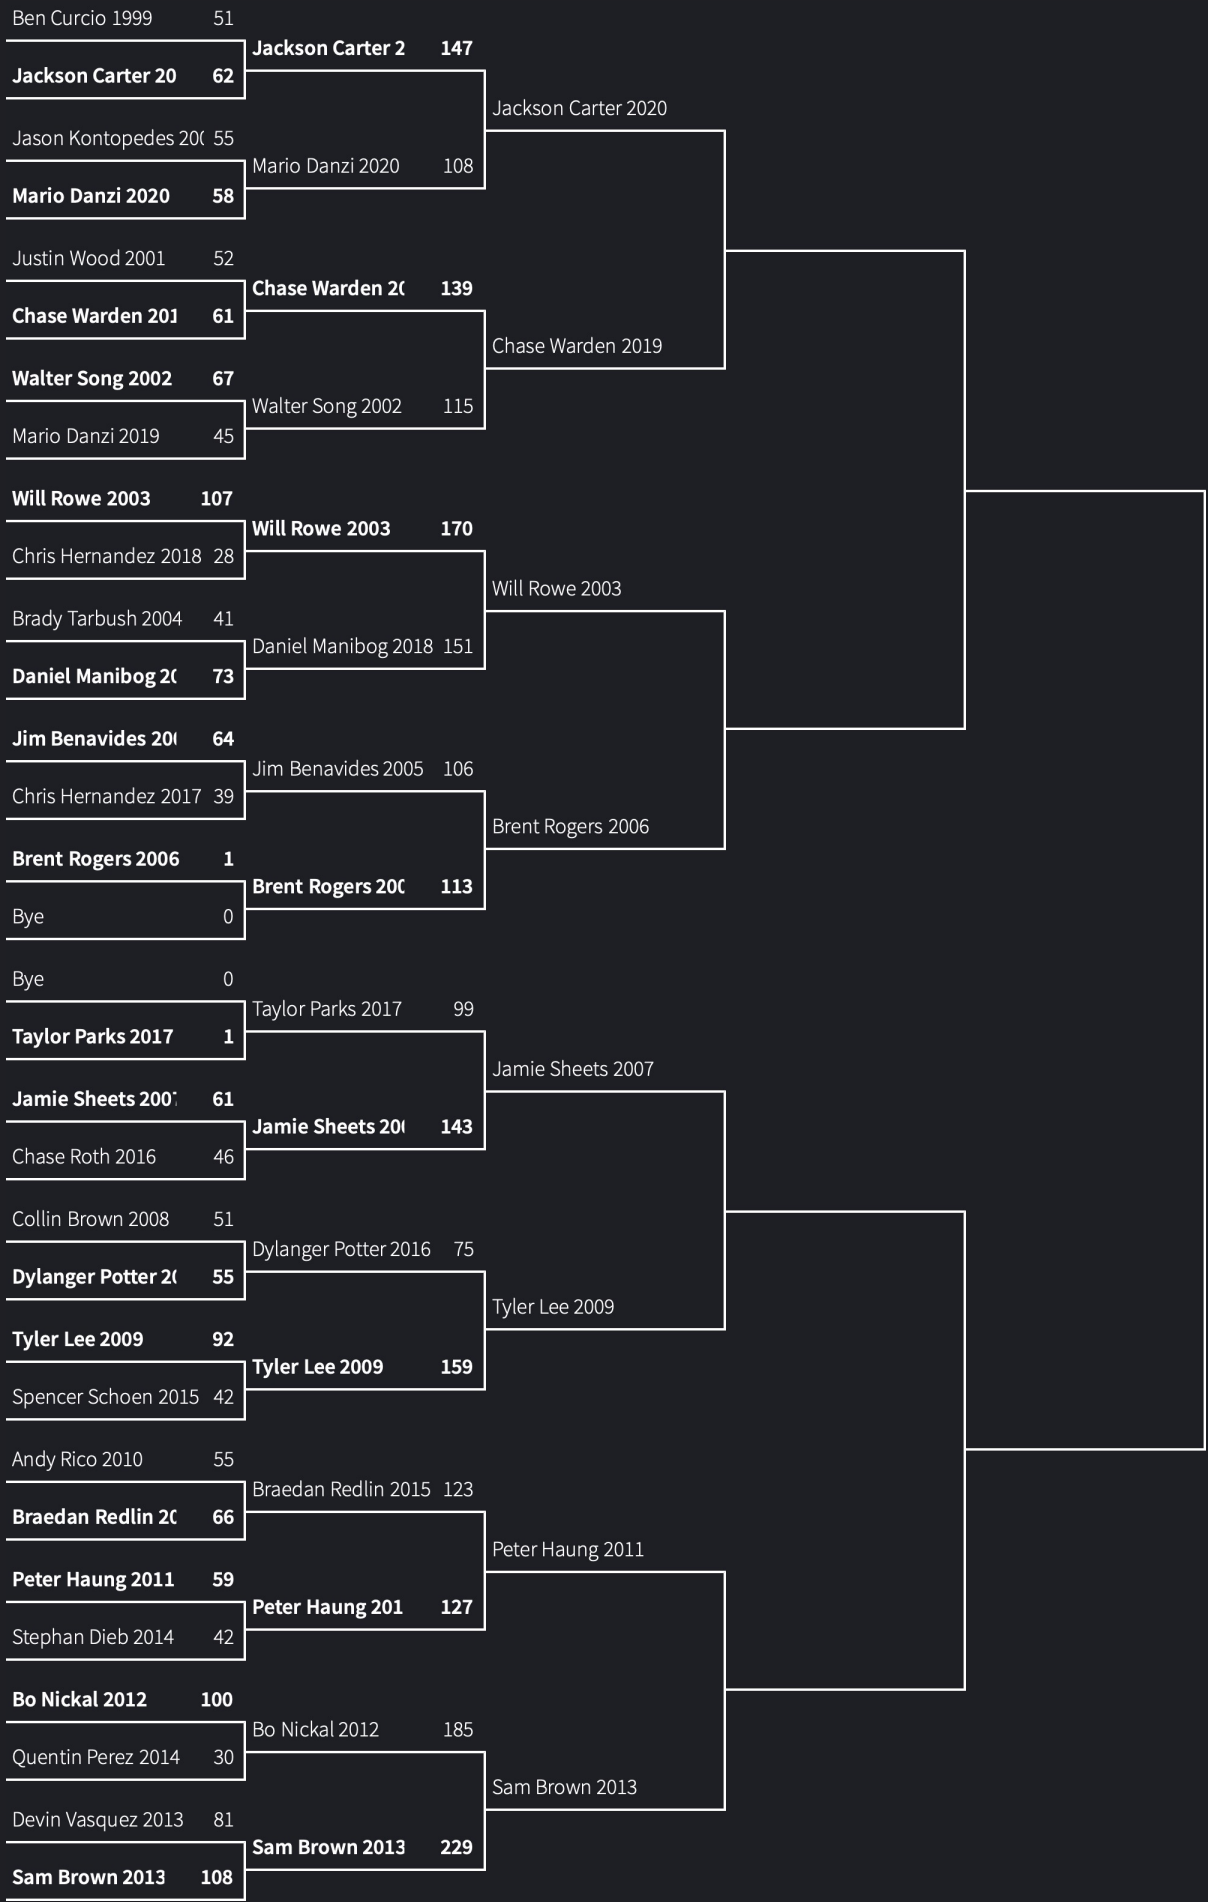 Ben Curcio 1999 51
Jackson Carter 20 62
Jason Kontopedes 200 55
Mario Danzi 2020 58
Justin Wood 2001 52
Chase Warden 201 61
Walter Song 2002 67
Mario Danzi 2019 45
Will Rowe 2003 107
Chris Hernandez 2018 28
Brady Tarbush 2004 41
Daniel Manibog 20 73
Jim Benavides 200 64
Chris Hernandez 2017 39
Brent Rogers 2006 1
Bye 0
Bye 0
Taylor Parks 2017 1
Jamie Sheets 2007 61
Chase Roth 2016 46
Collin Brown 2008 51
Dylanger Potter 20 55
Tyler Lee 2009 92
Spencer Schoen 2015 42
Andy Rico 2010 55
Braedan Redlin 20 66
Peter Haung 2011 59
Stephan Dieb 2014 42
Bo Nickal 2012 100
Quentin Perez 2014 30
Devin Vasquez 2013 81
Sam Brown 2013 108
Jackson Carter 2 147
Mario Danzi 2020 108
Chase Warden 20 139
Walter Song 2002 115
Will Rowe 2003 170
Daniel Manibog 2018 151
Jim Benavides 2005 106
Brent Rogers 200 113
Taylor Parks 2017 99
Jamie Sheets 200 143
Dylanger Potter 2016 75
Tyler Lee 2009 159
Braedan Redlin 2015 123
Peter Haung 201 127
Bo Nickal 2012 185
Sam Brown 2013 229
Jackson Carter 2020
Chase Warden 2019
Will Rowe 2003
Brent Rogers 2006
Jamie Sheets 2007
Tyler Lee 2009
Peter Haung 2011
Sam Brown 2013